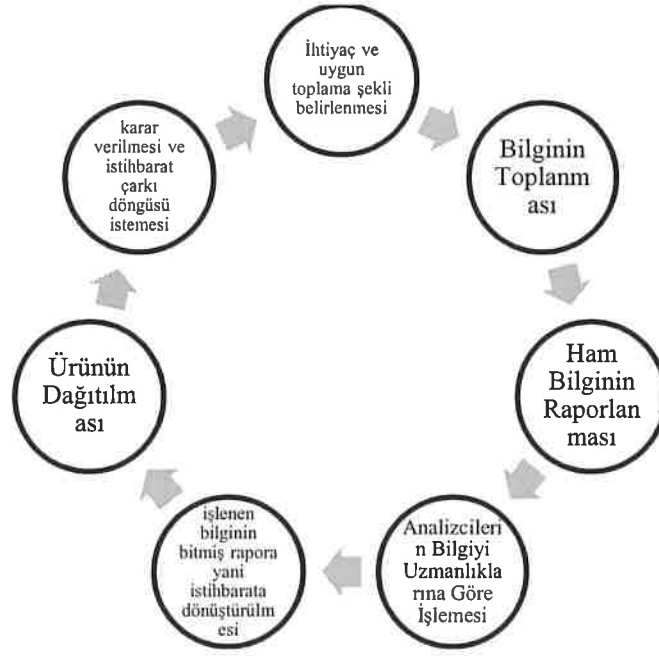 İhtiyaç ve
uygun
toplama şekli
belirlenmesi
Bilginin
Toplanm
ası
Ham
Bilginin
Raporlan
ması
Analizcileri
n Bilgiyi
Uzmanlıkla
rına Göre
İşlemesi
işlenen
bilginin
bitmiş rapora
yani
istihbarata
dönüştürülm
esi
Ürünün
Dağıtılm
ası
karar
verilmesi ve
istihbarat
çarkı
döngüsü
istemesi